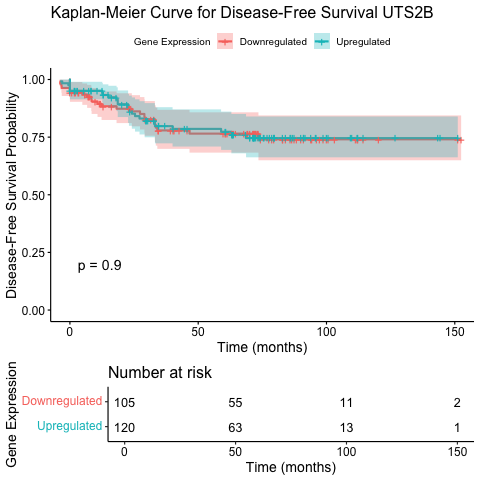 Kaplan-Meier Curve for Disease-Free Survival UTS2B
Gene Expression Downregulated Upregulated
Disease-Free Survival Probability
1.00
0.75
0.50
0.25
0.00
p = 0.9
0 50 100 150
Time (months)
Number at risk
Gene Expression
Downregulated 105 55 11 2
Upregulated 120 63 13 1
0 50 100 150
Time (months)